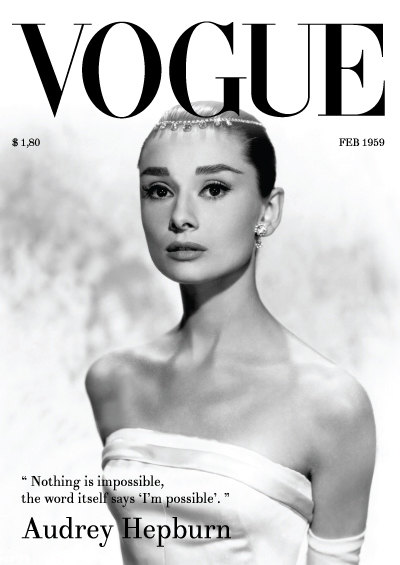 VOGUE
$ 1,80
FEB 1959
“ Nothing is impossible,
the word itself says ‘I’m possible’. ”
Audrey Hepburn